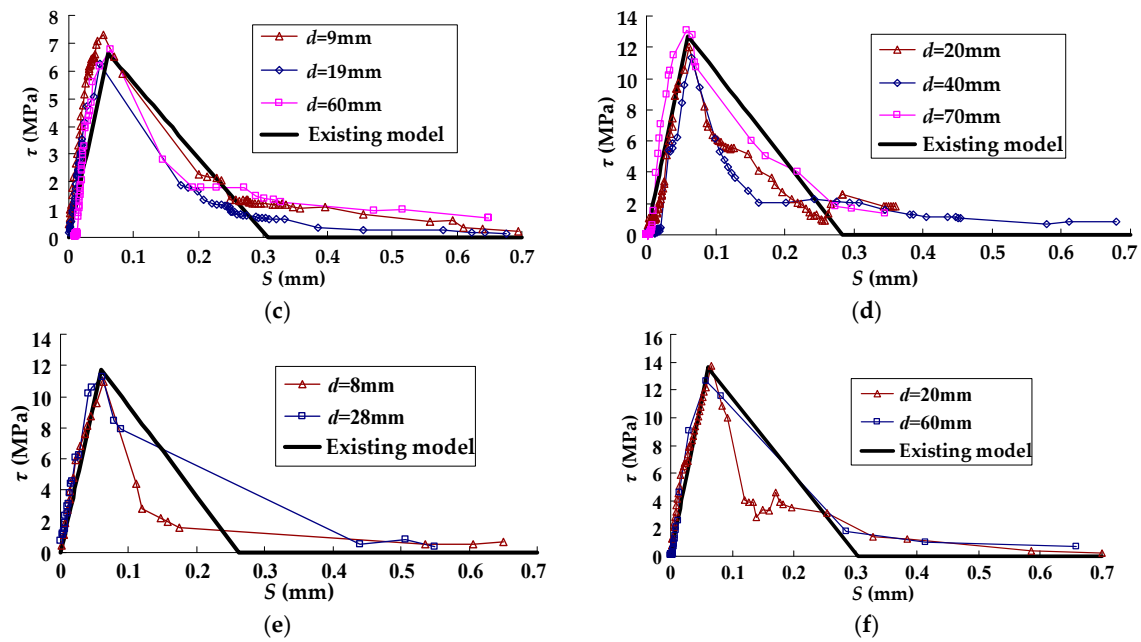 8
7
6
5
4
3
2
1
0
τ (MPa)
0
0.1
0.2
0.3
0.4
0.5
0.6
0.7
S (mm)
d=9mm
d=19mm
d=60mm
Existing model
(c)
14
12
10
8
6
4
2
0
τ (MPa)
0
0.1
0.2
0.3
0.4
0.5
0.6
0.7
S (mm)
d=20mm
d=40mm
d=70mm
Existing model
(d)
14
12
10
8
6
4
2
0
τ (MPa)
0
0.1
0.2
0.3
0.4
0.5
0.6
0.7
S (mm)
d=8mm
d=28mm
Existing model
(e)
16
14
12
10
8
6
4
2
0
τ (MPa)
0
0.1
0.2
0.3
0.4
0.5
0.6
0.7
S (mm)
d=20mm
d=60mm
Existing model
(f)